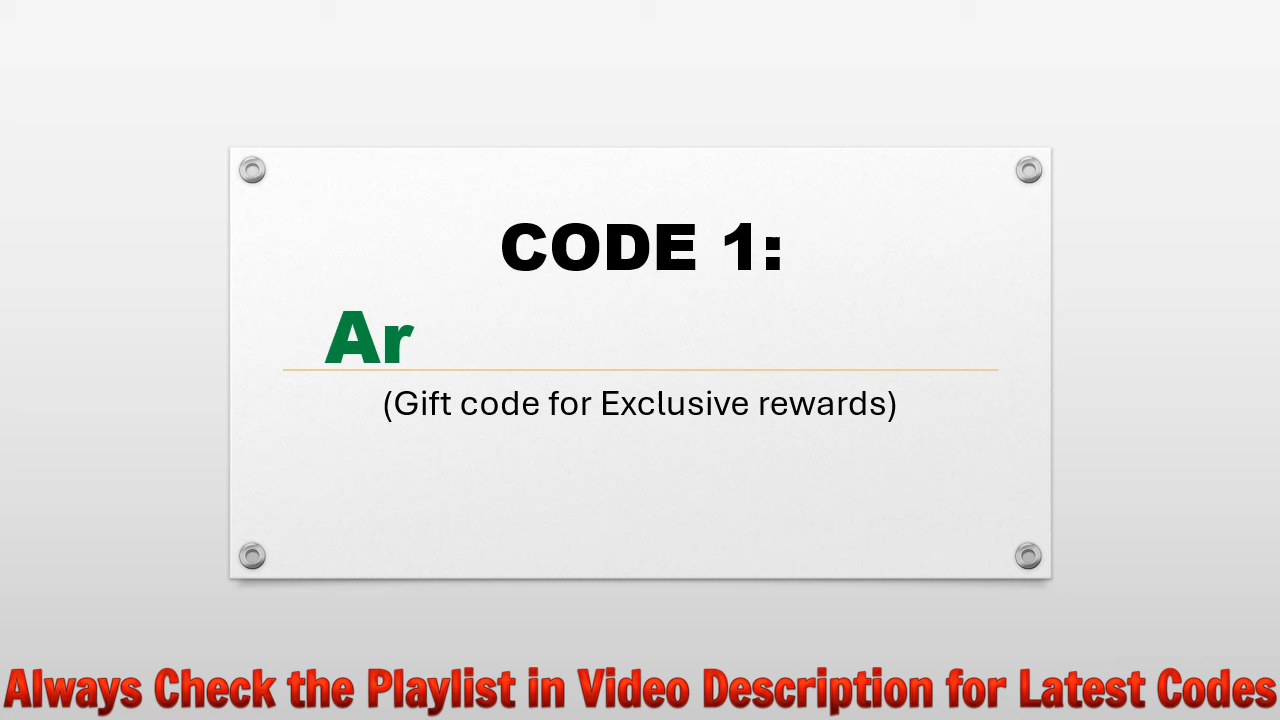 CODE 1:
Ar
(Gift code for Exclusive rewards)
Always Check the Playlist in Video Description for Latest Codes